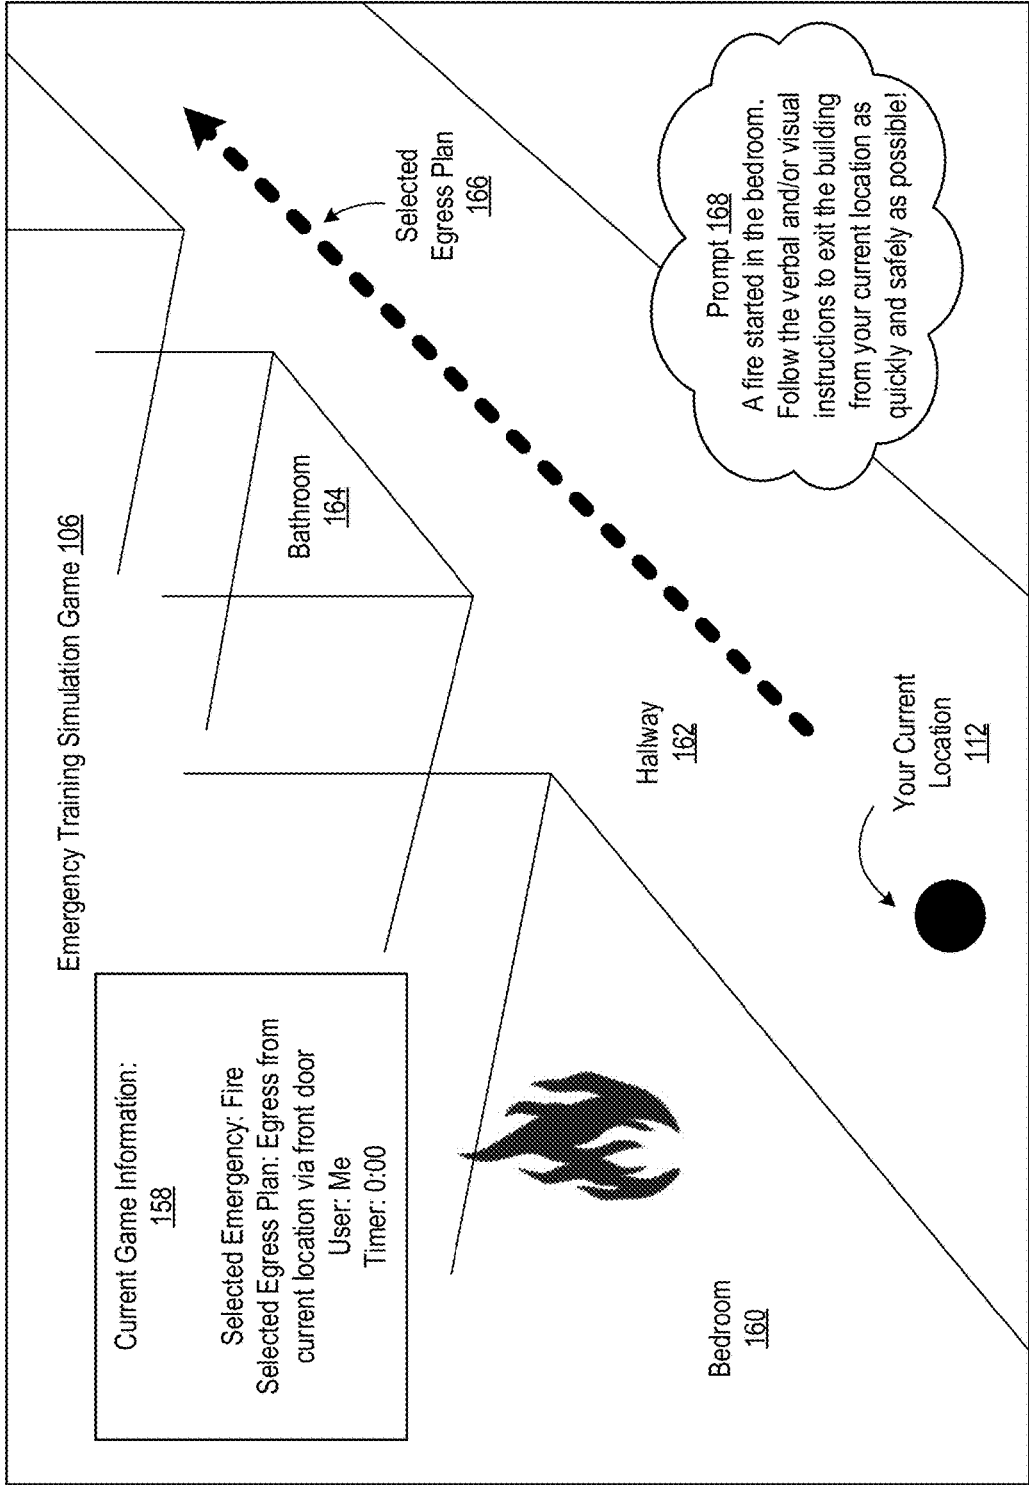 Emergency Training Simulation Game 106
Current Game Information:
158
Selected Emergency: Fire
Selected Egress Plan: Egress from
current location via front door
User: Me
Timer: 0:00
Bathroom
164
Selected
Egress Plan
166
Hallway
162
Bedroom
160
Your Current
Location
112
Prompt 168
A fire started in the bedroom.
Follow the verbal and/or visual
instructions to exit the building
from your current location as
quickly and safely as possible!